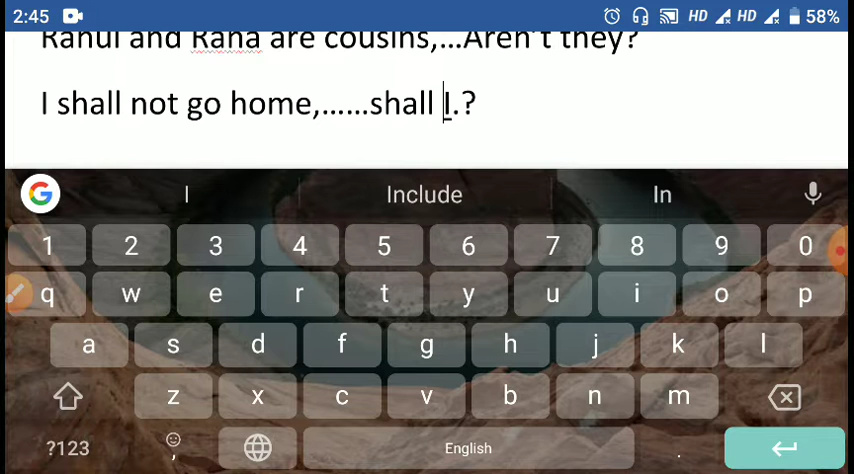 2:45 HD HD 58%
Rahul and Rana are cousins,...Aren't they?
I shall not go home,......shall I.?
G I Include In
1 2 3 4 5 6 7 8 9 0
q w e r t y u i o p
a s d f g h j k l
z x c v b n m
?123 , English .